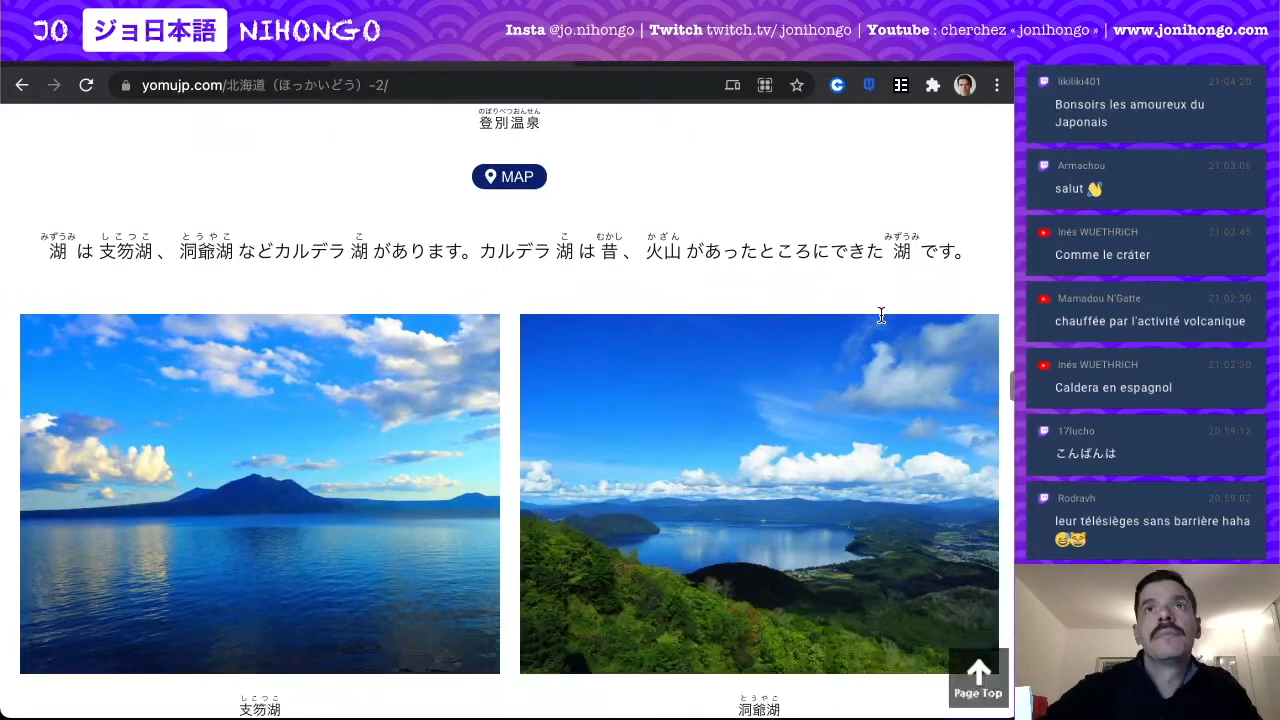 JO ジョ日本語 NIHONGO
Insta @jo.nihongo | Twitch twitch.tv/jonihongo | Youtube : cherchez « jonihongo » | www.jonihongo.com
yomujp.com/北海道（ほっかいどう）-2/
のぼりべつおんせん
登別温泉
MAP
みずうみ しこつこ とうやこ こ こ むかし かざん みずうみ
湖は支笏湖、洞爺湖などカルデラ湖があります。カルデラ湖は昔、火山があったところにできた湖です。
しこつこ
支笏湖
とうやこ
洞爺湖
Page Top
likiliki401 21:04:20
Bonsoirs les amoureux du
Japonais
Armachou 21:03:06
salut 👋
Inés WUETHRICH 21:02:45
Comme le cráter
Mamadou N'Gatte 21:02:30
chauffée par l'activité volcanique
Inés WUETHRICH 21:02:30
Caldera en espagnol
17lucho 20:59:12
こんばんは
Rodravh 20:59:02
leur télésièges sans barrière haha
😅😹